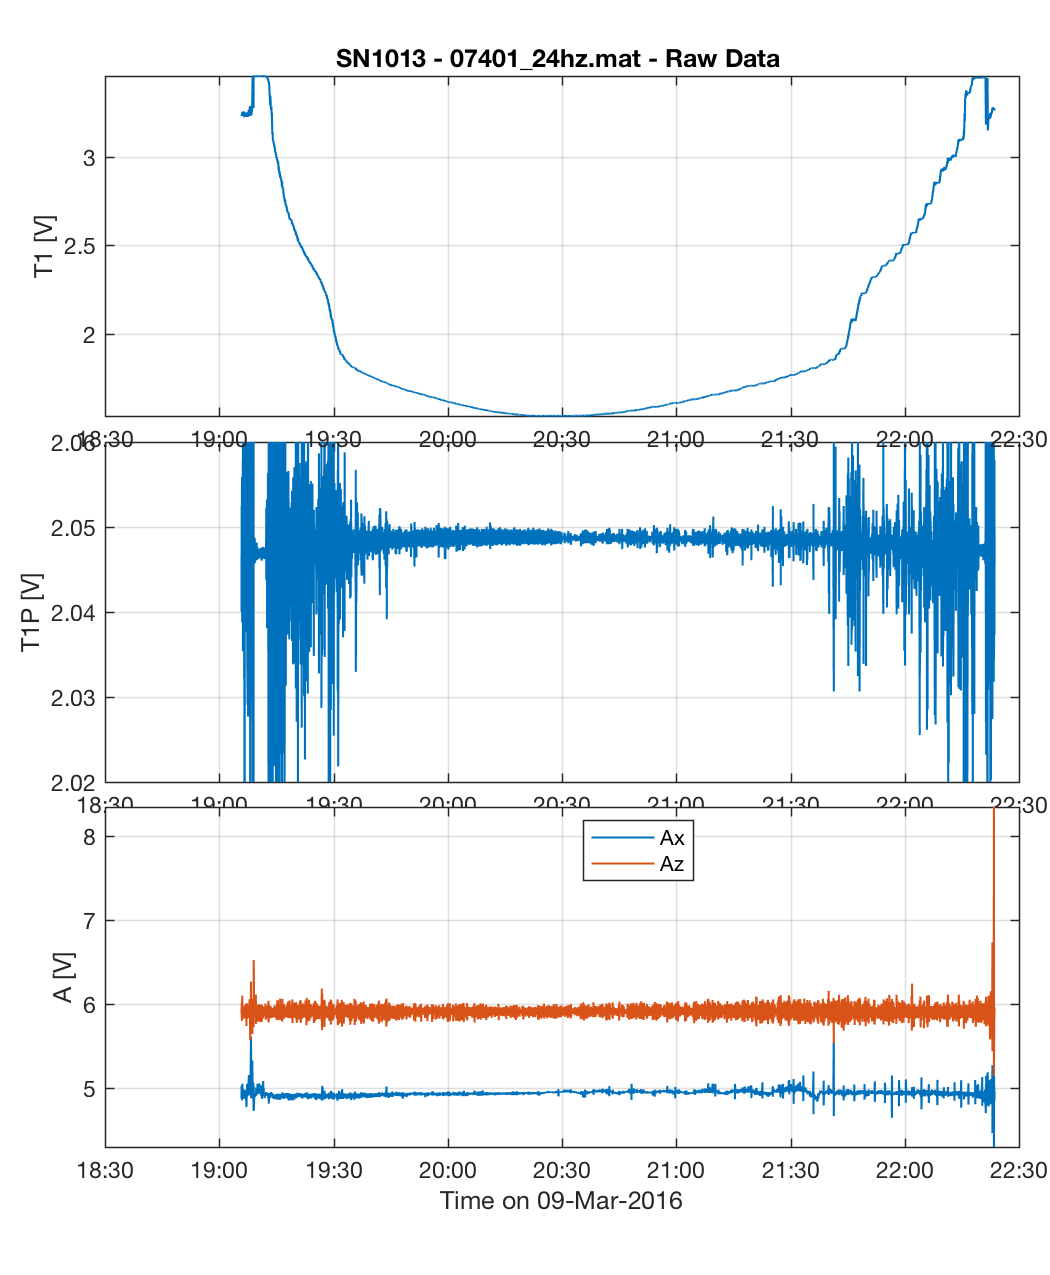 SN1013 - 07401_24hz.mat - Raw Data
T1 [V]
3
2.5
2
18:30 19:00 19:30 20:00 20:30 21:00 21:30 22:00 22:30
T1P [V]
2.06
2.05
2.04
2.03
2.02
18:30 19:00 19:30 20:00 20:30 21:00 21:30 22:00 22:30
A [V]
8
7
6
5
Ax
Az
18:30 19:00 19:30 20:00 20:30 21:00 21:30 22:00 22:30
Time on 09-Mar-2016